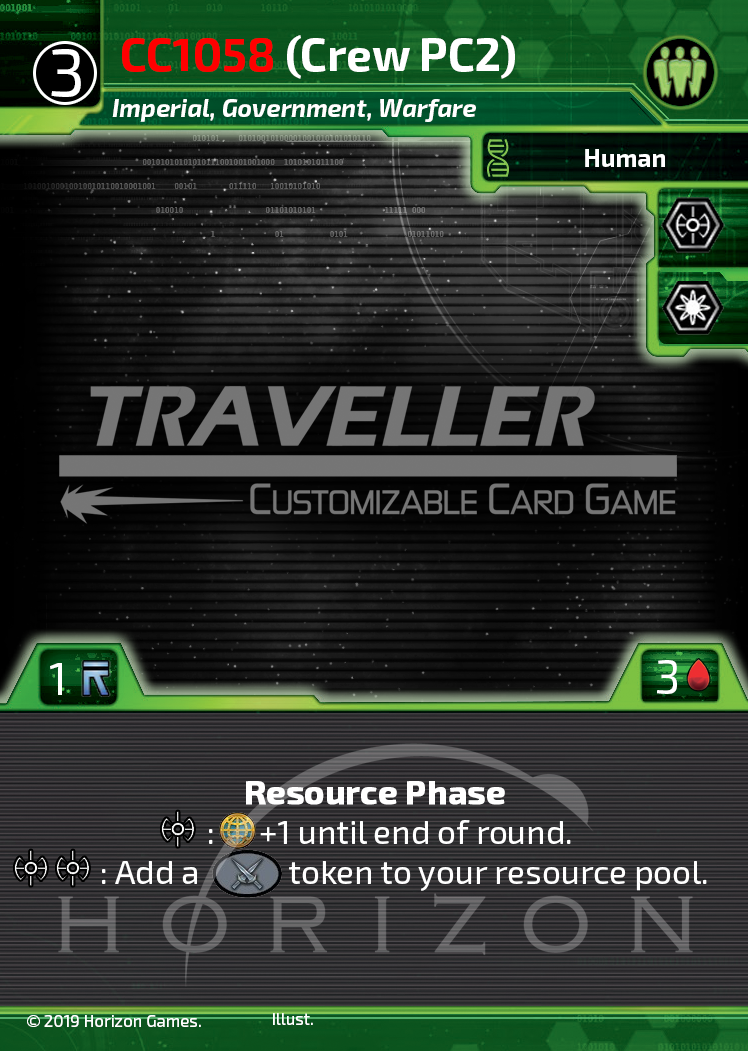 3
CC1058 (Crew PC2)
Imperial, Government, Warfare
Human
TRAVELLER
CUSTOMIZABLE CARD GAME
1
3
Resource Phase
: +1 until end of round.
: Add a token to your resource pool.
HORIZON
© 2019 Horizon Games.
Illust.